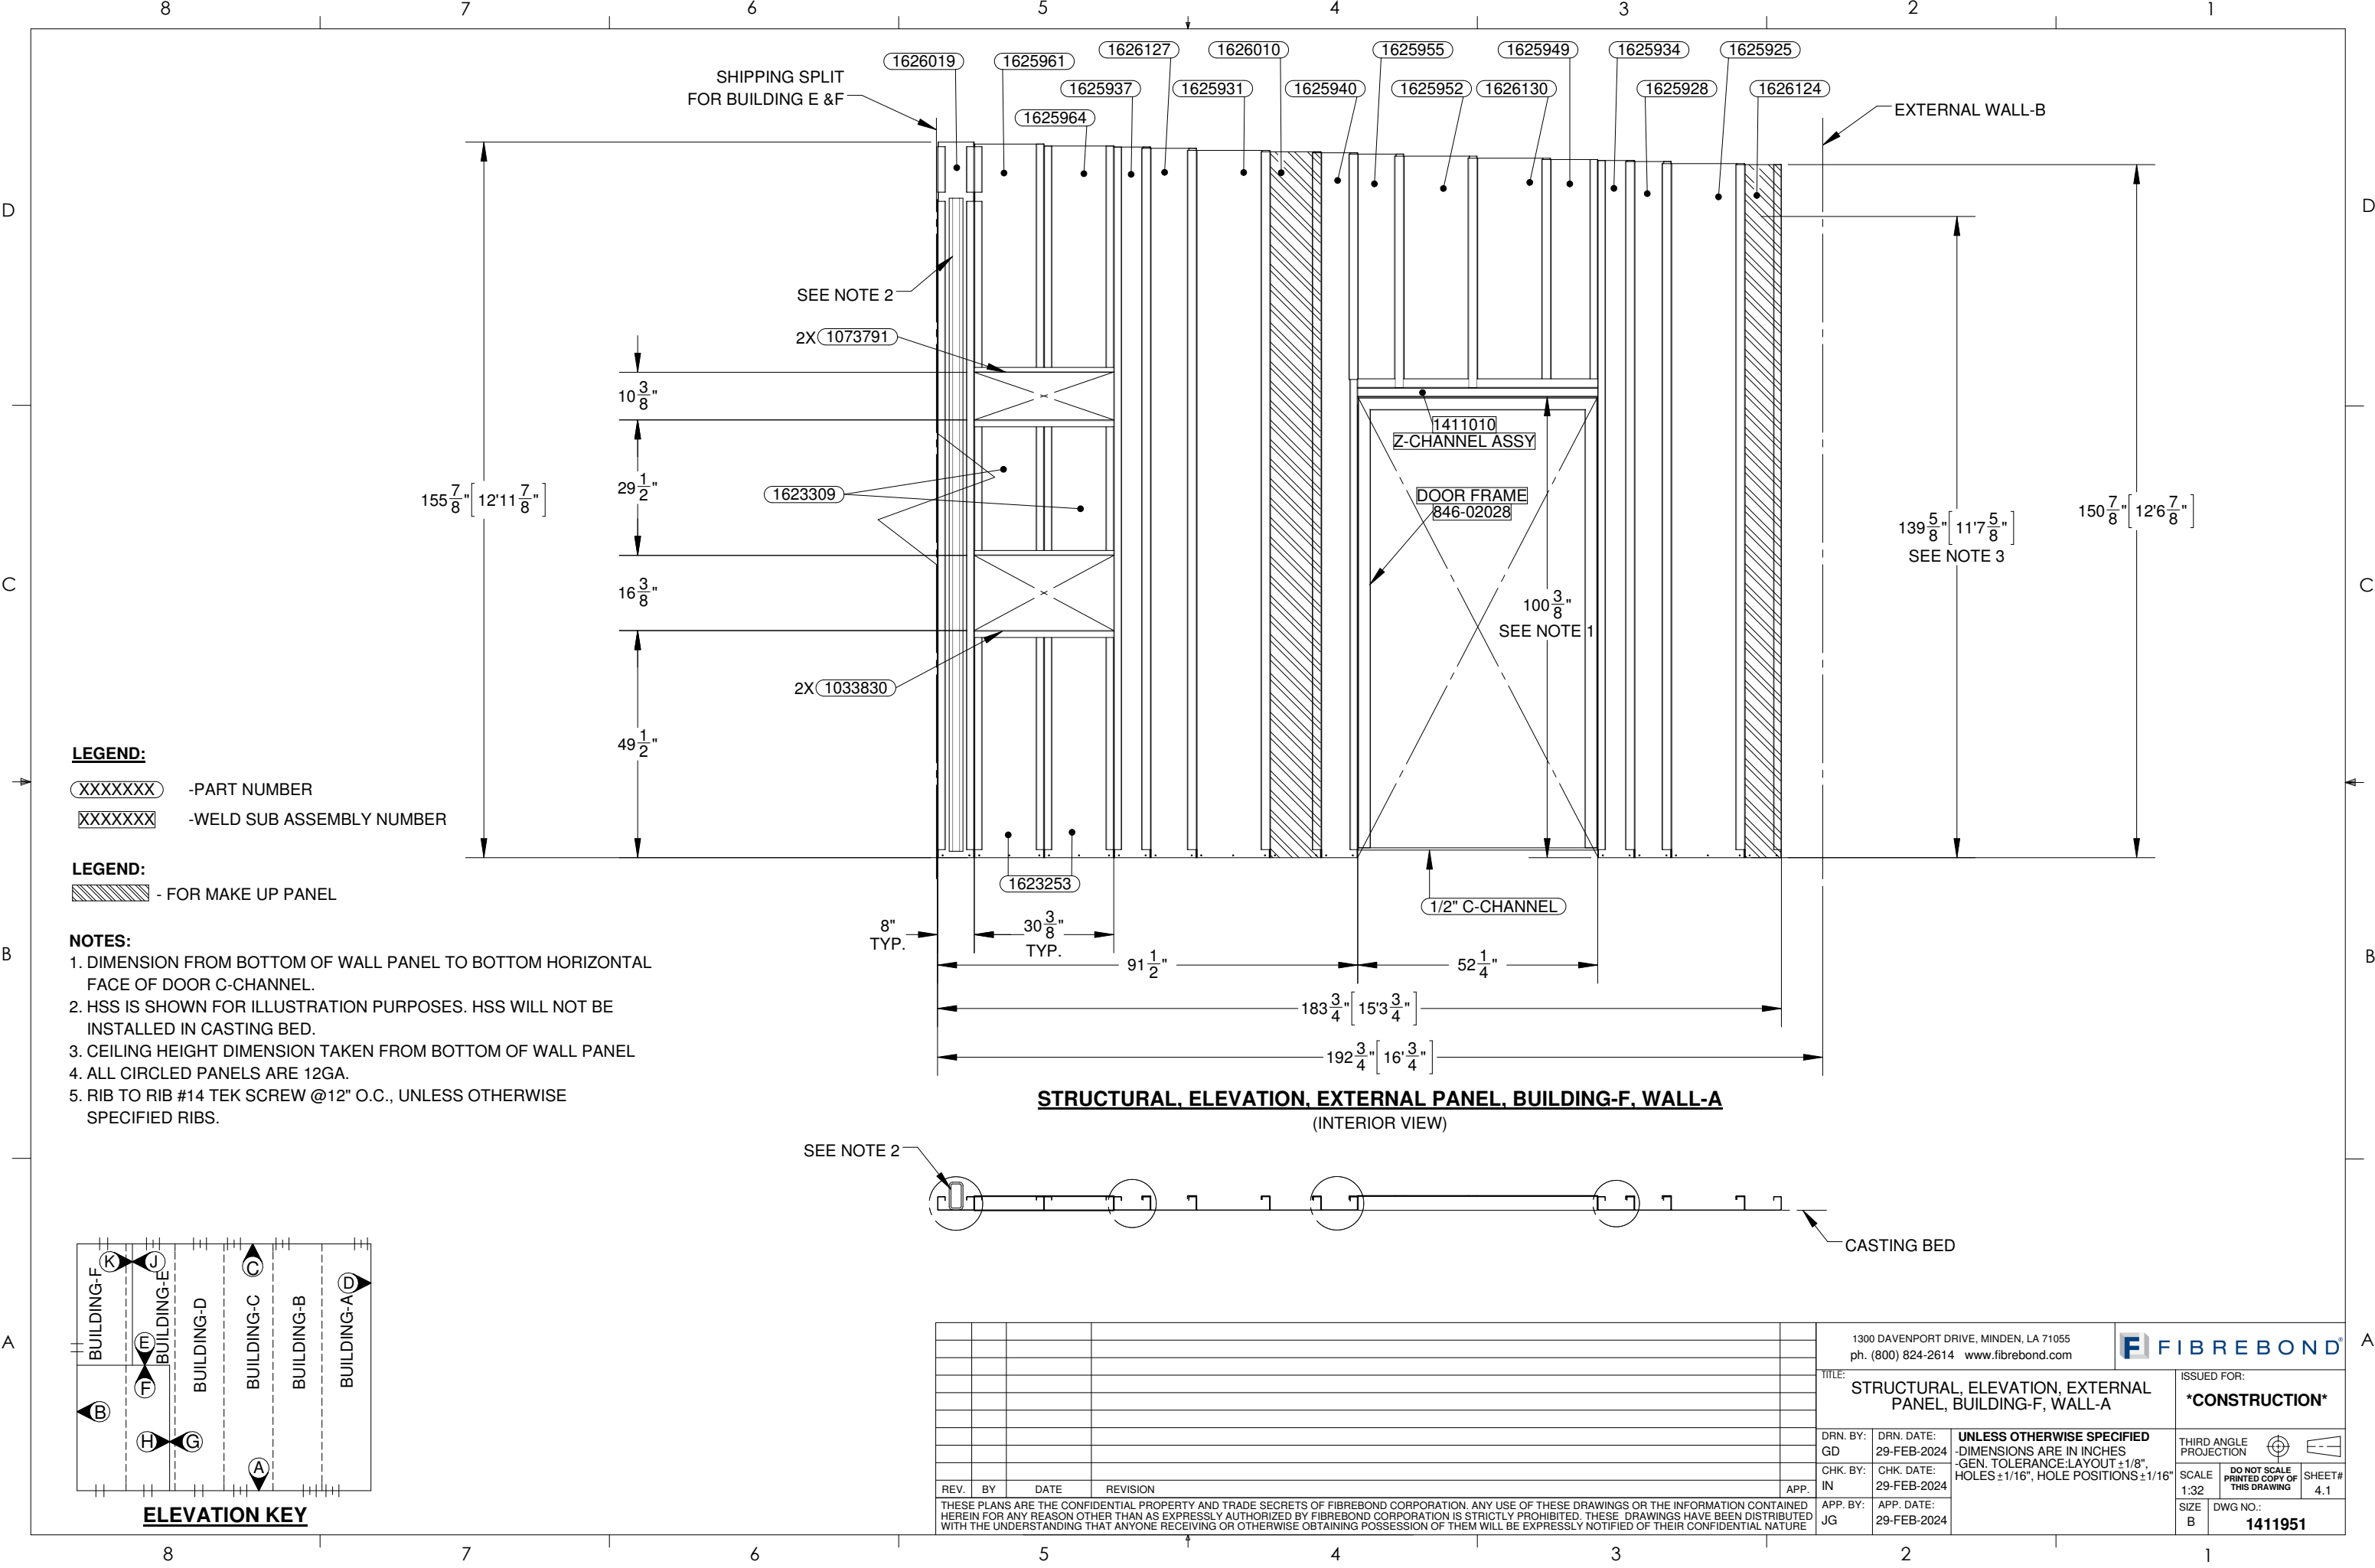 8 7 6 5 4 3 2 1
SHIPPING SPLIT
FOR BUILDING E &F
1626019
1625961
1626127
1626010
1625955
1625949
1625934
1625925
1625937
1625931
1625940
1625952
1626130
1625928
1626124
1625964
EXTERNAL WALL-B
D
D
SEE NOTE 2
2X 1073791
10 3/8"
29 1/2"
16 3/8"
49 1/2"
155 7/8" [12'11 7/8"]
1623309
2X 1033830
1411010
Z-CHANNEL ASSY
DOOR FRAME
846-02028
100 3/8"
SEE NOTE 1
139 5/8" [11'7 5/8"]
SEE NOTE 3
150 7/8" [12'6 7/8"]
C
C
1623253
1/2" C-CHANNEL
8"
TYP.
30 3/8"
TYP.
91 1/2"
52 1/4"
183 3/4" [15'3 3/4"]
192 3/4" [16' 3/4"]
LEGEND:
XXXXXXX -PART NUMBER
XXXXXXX -WELD SUB ASSEMBLY NUMBER
LEGEND:
- FOR MAKE UP PANEL
B
B
NOTES:
1. DIMENSION FROM BOTTOM OF WALL PANEL TO BOTTOM HORIZONTAL
FACE OF DOOR C-CHANNEL.
2. HSS IS SHOWN FOR ILLUSTRATION PURPOSES. HSS WILL NOT BE
INSTALLED IN CASTING BED.
3. CEILING HEIGHT DIMENSION TAKEN FROM BOTTOM OF WALL PANEL
4. ALL CIRCLED PANELS ARE 12GA.
5. RIB TO RIB #14 TEK SCREW @12" O.C., UNLESS OTHERWISE
SPECIFIED RIBS.
STRUCTURAL, ELEVATION, EXTERNAL PANEL, BUILDING-F, WALL-A
(INTERIOR VIEW)
SEE NOTE 2
CASTING BED
K J C D E F B H G A
BUILDING-F
BUILDING-E
BUILDING-D
BUILDING-C
BUILDING-B
BUILDING-A
ELEVATION KEY
A
A
REV. BY DATE REVISION APP.
THESE PLANS ARE THE CONFIDENTIAL PROPERTY AND TRADE SECRETS OF FIBREBOND CORPORATION. ANY USE OF THESE DRAWINGS OR THE INFORMATION CONTAINED
HEREIN FOR ANY REASON OTHER THAN AS EXPRESSLY AUTHORIZED BY FIBREBOND CORPORATION IS STRICTLY PROHIBITED. THESE DRAWINGS HAVE BEEN DISTRIBUTED
WITH THE UNDERSTANDING THAT ANYONE RECEIVING OR OTHERWISE OBTAINING POSSESSION OF THEM WILL BE EXPRESSLY NOTIFIED OF THEIR CONFIDENTIAL NATURE
1300 DAVENPORT DRIVE, MINDEN, LA 71055
ph. (800) 824-2614 www.fibrebond.com
F FIBREBOND®
TITLE:
STRUCTURAL, ELEVATION, EXTERNAL
PANEL, BUILDING-F, WALL-A
ISSUED FOR:
*CONSTRUCTION*
DRN. BY: DRN. DATE:
GD 29-FEB-2024
CHK. BY: CHK. DATE:
IN 29-FEB-2024
APP. BY: APP. DATE:
JG 29-FEB-2024
UNLESS OTHERWISE SPECIFIED
-DIMENSIONS ARE IN INCHES
-GEN. TOLERANCE:LAYOUT ±1/8",
HOLES±1/16", HOLE POSITIONS±1/16"
THIRD ANGLE
PROJECTION
SCALE
1:32
DO NOT SCALE
PRINTED COPY OF
THIS DRAWING
SHEET#
4.1
SIZE
B
DWG NO.:
1411951
8 7 6 5 4 3 2 1